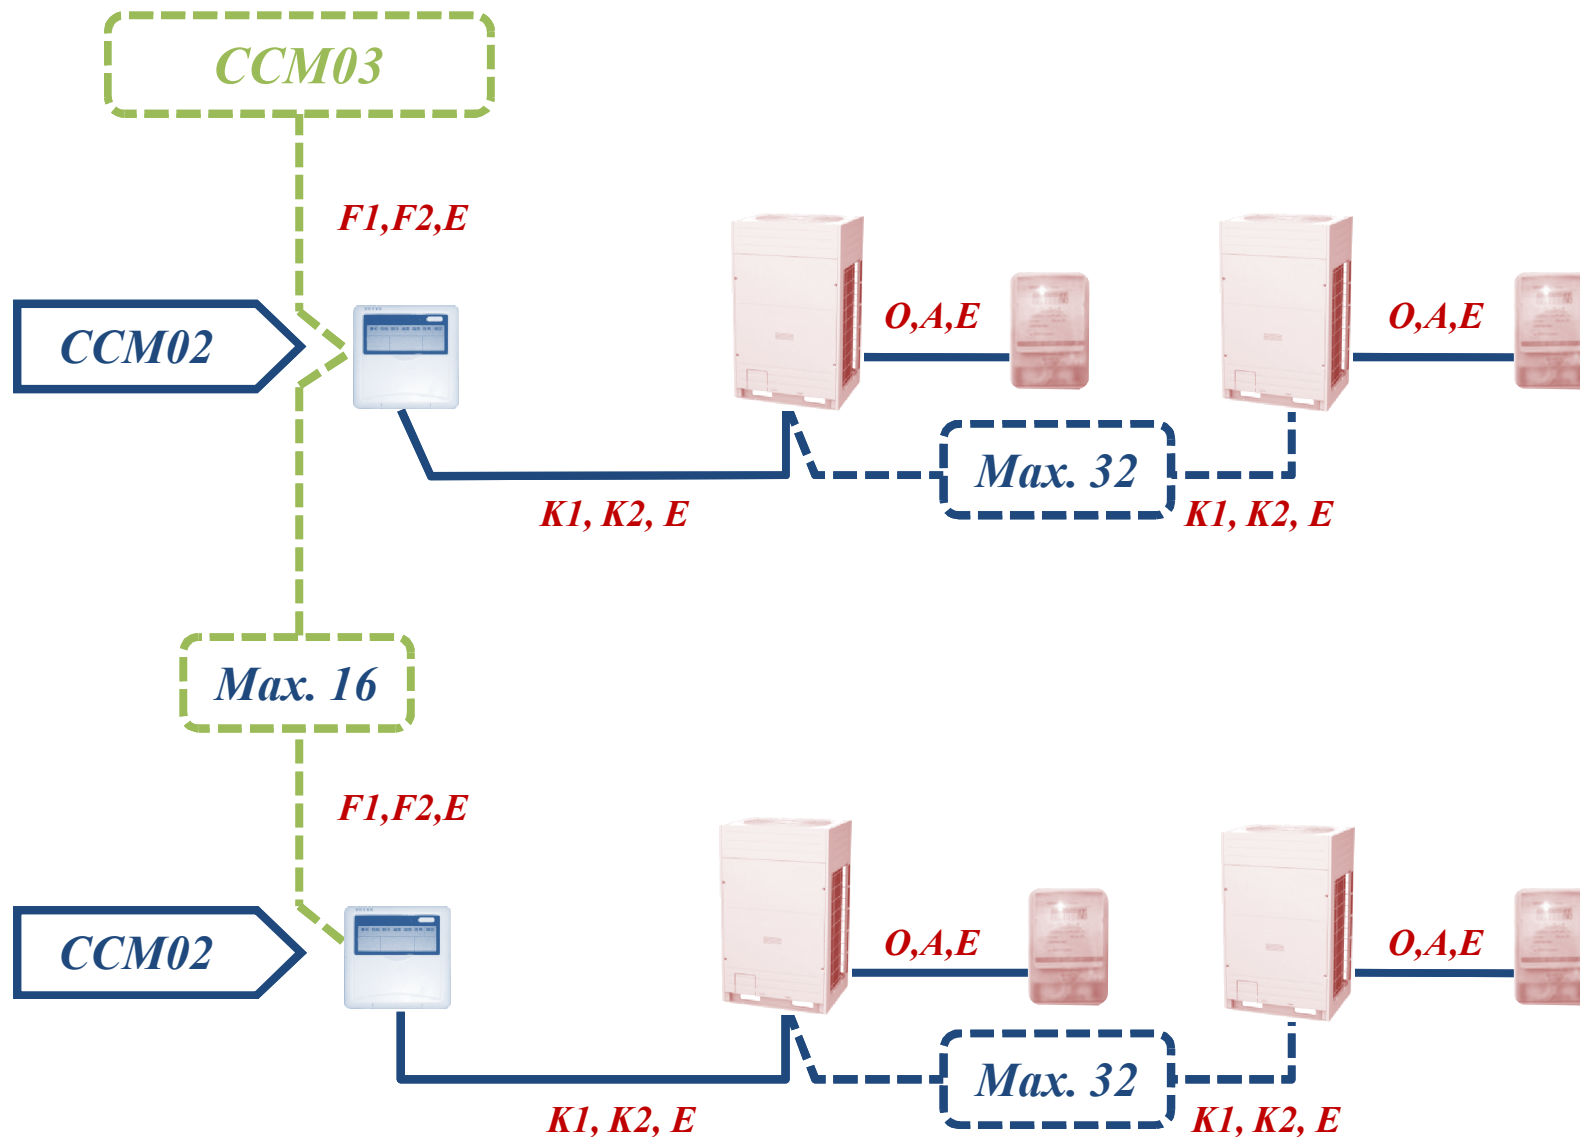 CCM03
F1,F2,E
CCM02
O,A,E
O,A,E
Max. 32
K1, K2, E
K1, K2, E
Max. 16
F1,F2,E
CCM02
O,A,E
O,A,E
Max. 32
K1, K2, E
K1, K2, E